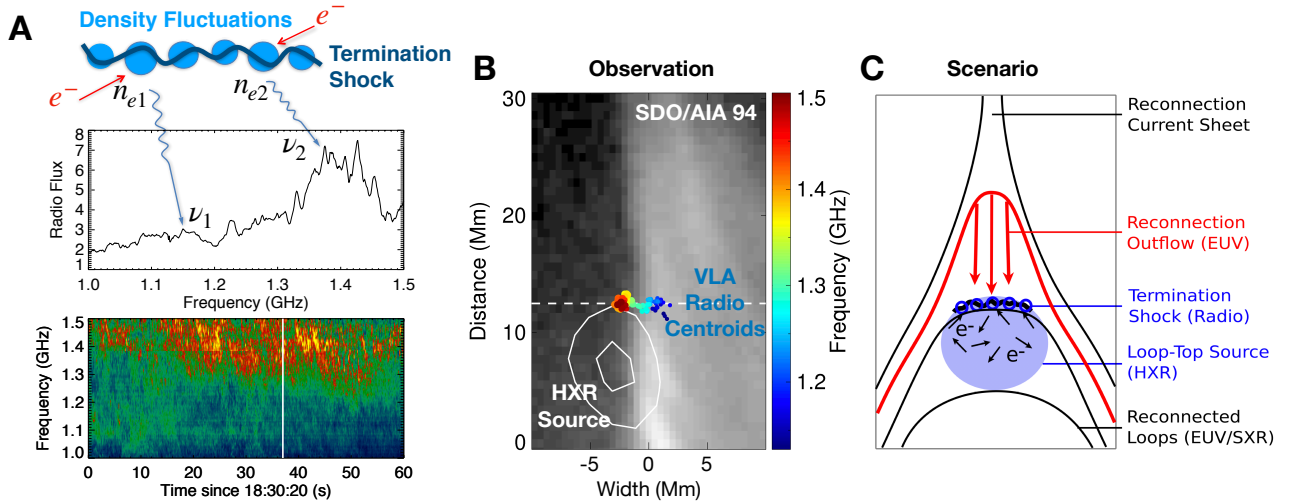 A
Density Fluctuations
e⁻
Termination
Shock
e⁻
n_e1
n_e2
8
7
6
5
4
3
2
1
Radio Flux
ν₁
ν₂
1.0 1.1 1.2 1.3 1.4 1.5
Frequency (GHz)
1.5
1.4
1.3
1.2
1.1
1.0
Frequency (GHz)
0 10 20 30 40 50 60
Time since 18:30:20 (s)
B
Observation
SDO/AIA 94
30
20
10
0
Distance (Mm)
VLA
Radio
Centroids
HXR
Source
-5 0 5
Width (Mm)
1.5
1.4
1.3
1.2
Frequency (GHz)
C
Scenario
Reconnection
Current Sheet
Reconnection
Outflow (EUV)
Termination
Shock (Radio)
Loop-Top Source
(HXR)
Reconnected
Loops (EUV/SXR)
e-
e-